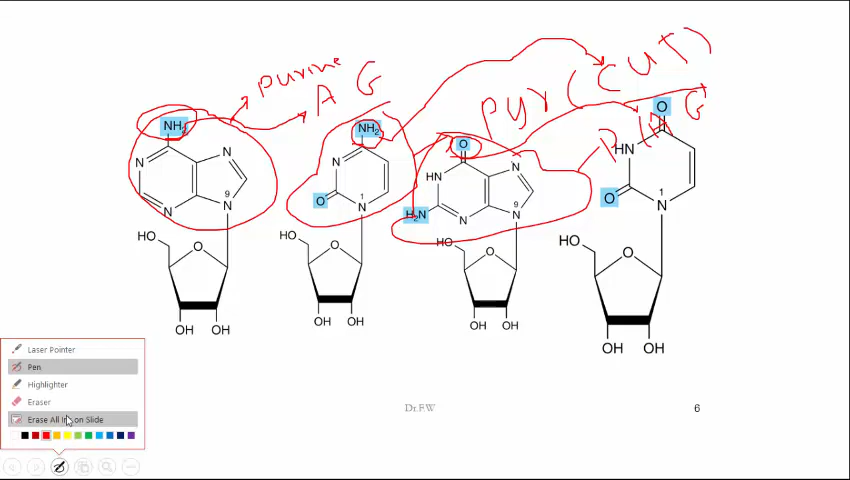 purine
A G
pyr (CUT)
P (A G
NH₂
N
N
N
N
9
N
HO
O
OH OH
NH₂
N
O
1
N
HO
O
OH OH
O
HN
N
H₂N
N
9
N
HO
O
OH OH
O
HN
O
1
N
HO
O
OH OH
Laser Pointer
Pen
Highlighter
Eraser
Erase All Ink on Slide
Dr.F.W
6